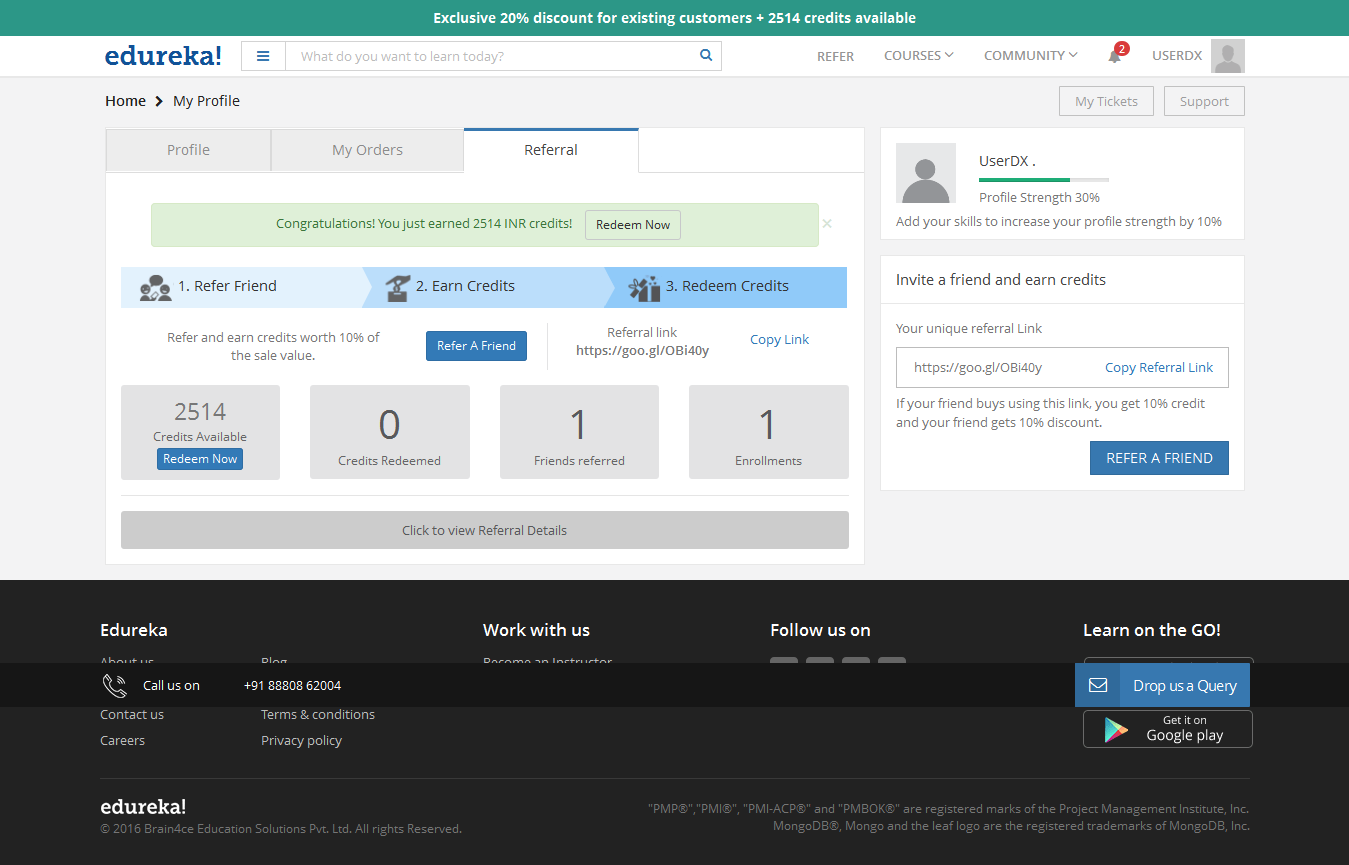 Exclusive 20% discount for existing customers + 2514 credits available
edureka!
What do you want to learn today?
REFER
COURSES
COMMUNITY
2
USERDX
Home
My Profile
My Tickets
Support
Profile
My Orders
Referral
Congratulations! You just earned 2514 INR credits!
Redeem Now
×
1. Refer Friend
2. Earn Credits
3. Redeem Credits
Refer and earn credits worth 10% of
the sale value.
Refer A Friend
Referral link
https://goo.gl/OBi40y
Copy Link
2514
Credits Available
Redeem Now
0
Credits Redeemed
1
Friends referred
1
Enrollments
Click to view Referral Details
UserDX .
Profile Strength 30%
Add your skills to increase your profile strength by 10%
Invite a friend and earn credits
Your unique referral Link
https://goo.gl/OBi40y
Copy Referral Link
If your friend buys using this link, you get 10% credit
and your friend gets 10% discount.
REFER A FRIEND
Edureka
Work with us
Follow us on
Learn on the GO!
About us
Blog
Become an Instructor
Call us on
+91 88808 62004
Drop us a Query
Contact us
Terms & conditions
Careers
Privacy policy
Get it on
Google play
edureka!
© 2016 Brain4ce Education Solutions Pvt. Ltd. All rights Reserved.
"PMP®","PMI®", "PMI-ACP®" and "PMBOK®" are registered marks of the Project Management Institute, Inc.
MongoDB®, Mongo and the leaf logo are the registered trademarks of MongoDB, Inc.